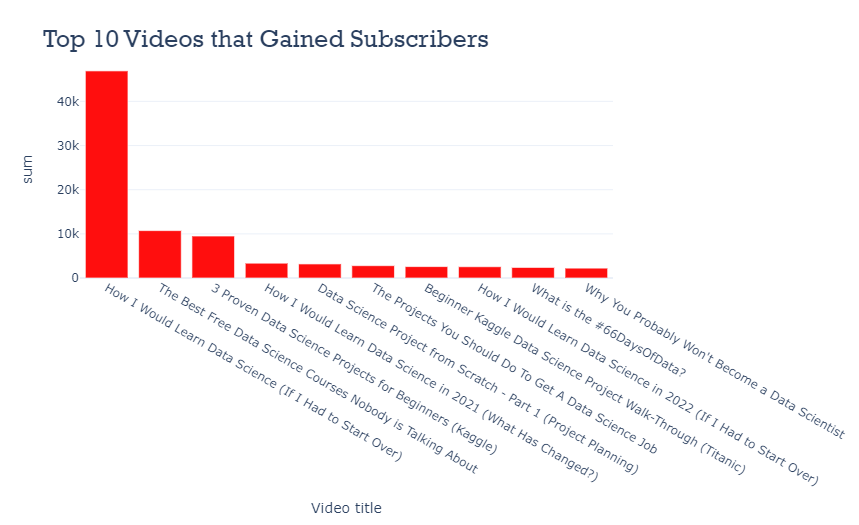 Top 10 Videos that Gained Subscribers
sum
40k
30k
20k
10k
0
How I Would Learn Data Science (If I Had to Start Over)
The Best Free Data Science Courses Nobody is Talking About
3 Proven Data Science Projects for Beginners (Kaggle)
How I Would Learn Data Science in 2021 (What Has Changed?)
Data Science Project from Scratch - Part 1 (Project Planning)
The Projects You Should Do To Get A Data Science Job
Beginner Kaggle Data Science Project Walk-Through (Titanic)
How I Would Learn Data Science in 2022 (If I Had to Start Over)
What is the #66DaysOfData?
Why You Probably Won't Become a Data Scientist
Video title